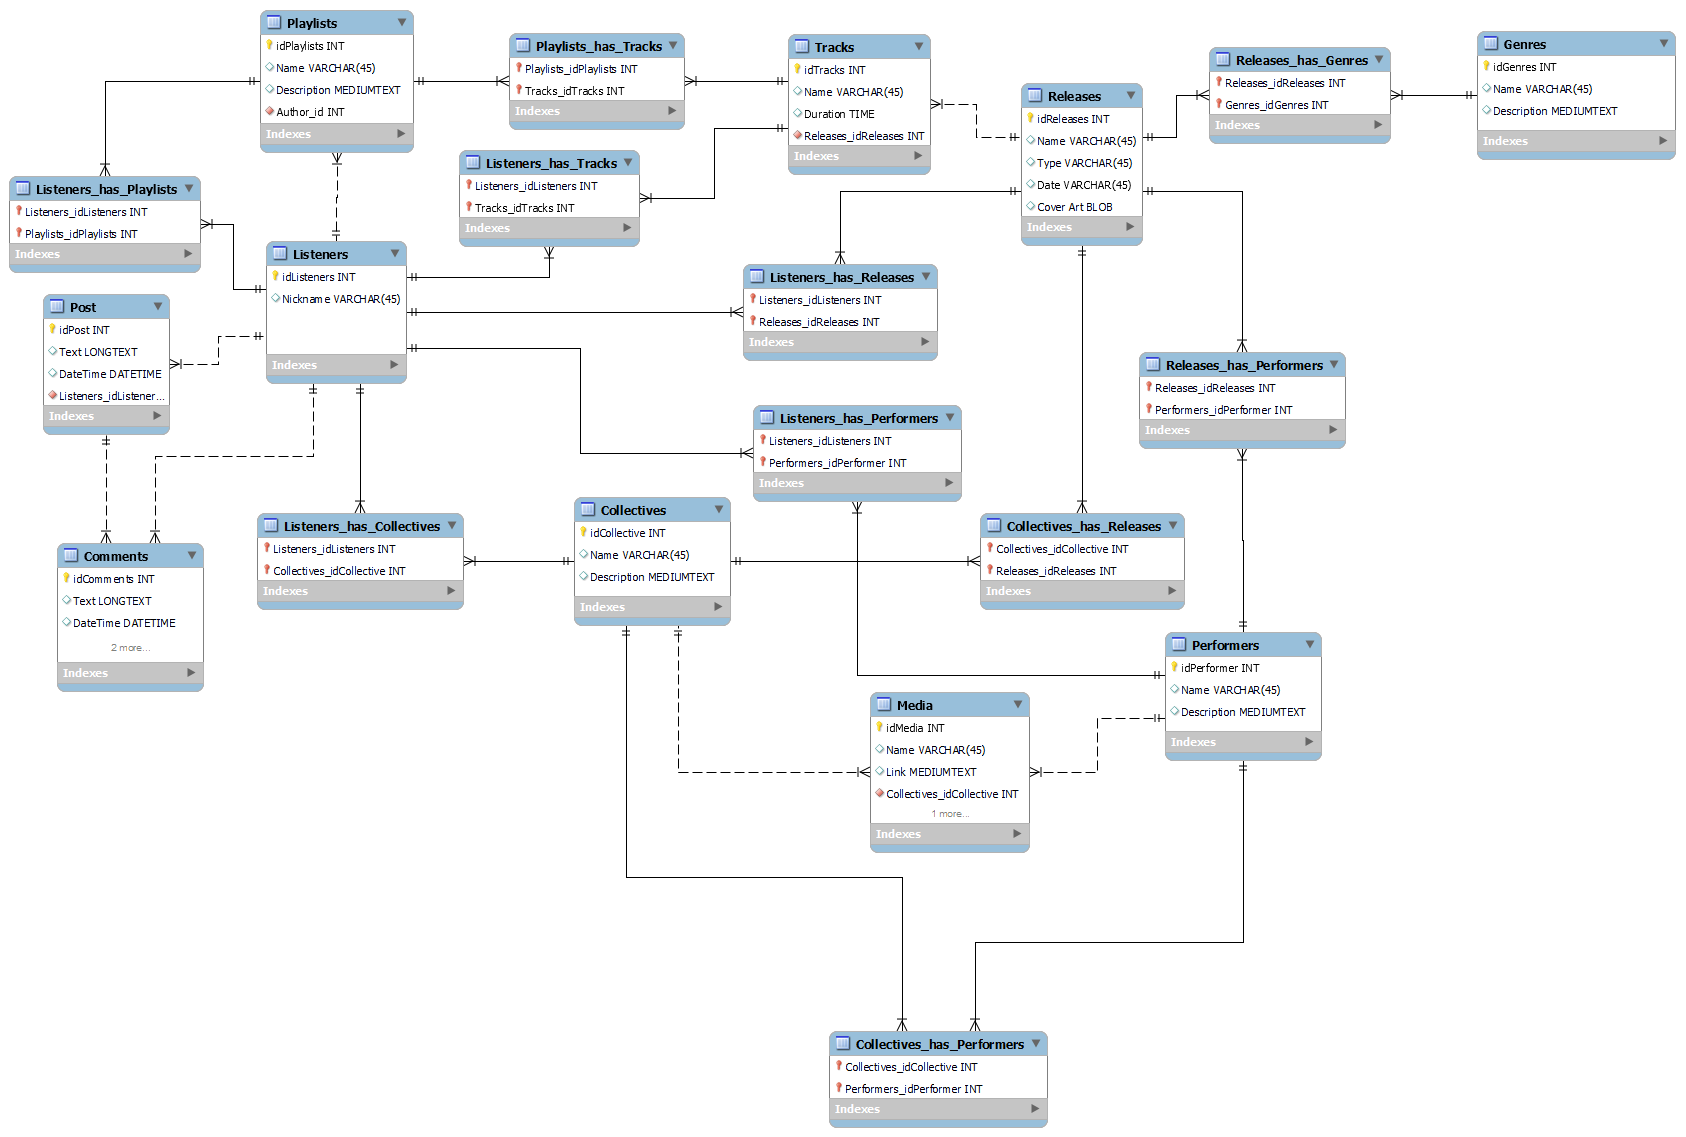 Playlists
idPlaylists INT
Name VARCHAR(45)
Description MEDIUMTEXT
Author_id INT
Indexes
Playlists_has_Tracks
Playlists_idPlaylists INT
Tracks_idTracks INT
Indexes
Tracks
idTracks INT
Name VARCHAR(45)
Duration TIME
Releases_idReleases INT
Indexes
Releases
idReleases INT
Name VARCHAR(45)
Type VARCHAR(45)
Date VARCHAR(45)
Cover Art BLOB
Indexes
Releases_has_Genres
Releases_idReleases INT
Genres_idGenres INT
Indexes
Genres
idGenres INT
Name VARCHAR(45)
Description MEDIUMTEXT
Indexes
Listeners_has_Playlists
Listeners_idListeners INT
Playlists_idPlaylists INT
Indexes
Listeners_has_Tracks
Listeners_idListeners INT
Tracks_idTracks INT
Indexes
Listeners
idListeners INT
Nickname VARCHAR(45)
Indexes
Listeners_has_Releases
Listeners_idListeners INT
Releases_idReleases INT
Indexes
Post
idPost INT
Text LONGTEXT
DateTime DATETIME
Listeners_idListener...
Indexes
Releases_has_Performers
Releases_idReleases INT
Performers_idPerformer INT
Indexes
Listeners_has_Performers
Listeners_idListeners INT
Performers_idPerformer INT
Indexes
Comments
idComments INT
Text LONGTEXT
DateTime DATETIME
2 more...
Indexes
Listeners_has_Collectives
Listeners_idListeners INT
Collectives_idCollective INT
Indexes
Collectives
idCollective INT
Name VARCHAR(45)
Description MEDIUMTEXT
Indexes
Collectives_has_Releases
Collectives_idCollective INT
Releases_idReleases INT
Indexes
Performers
idPerformer INT
Name VARCHAR(45)
Description MEDIUMTEXT
Indexes
Media
idMedia INT
Name VARCHAR(45)
Link MEDIUMTEXT
Collectives_idCollective INT
1 more...
Indexes
Collectives_has_Performers
Collectives_idCollective INT
Performers_idPerformer INT
Indexes